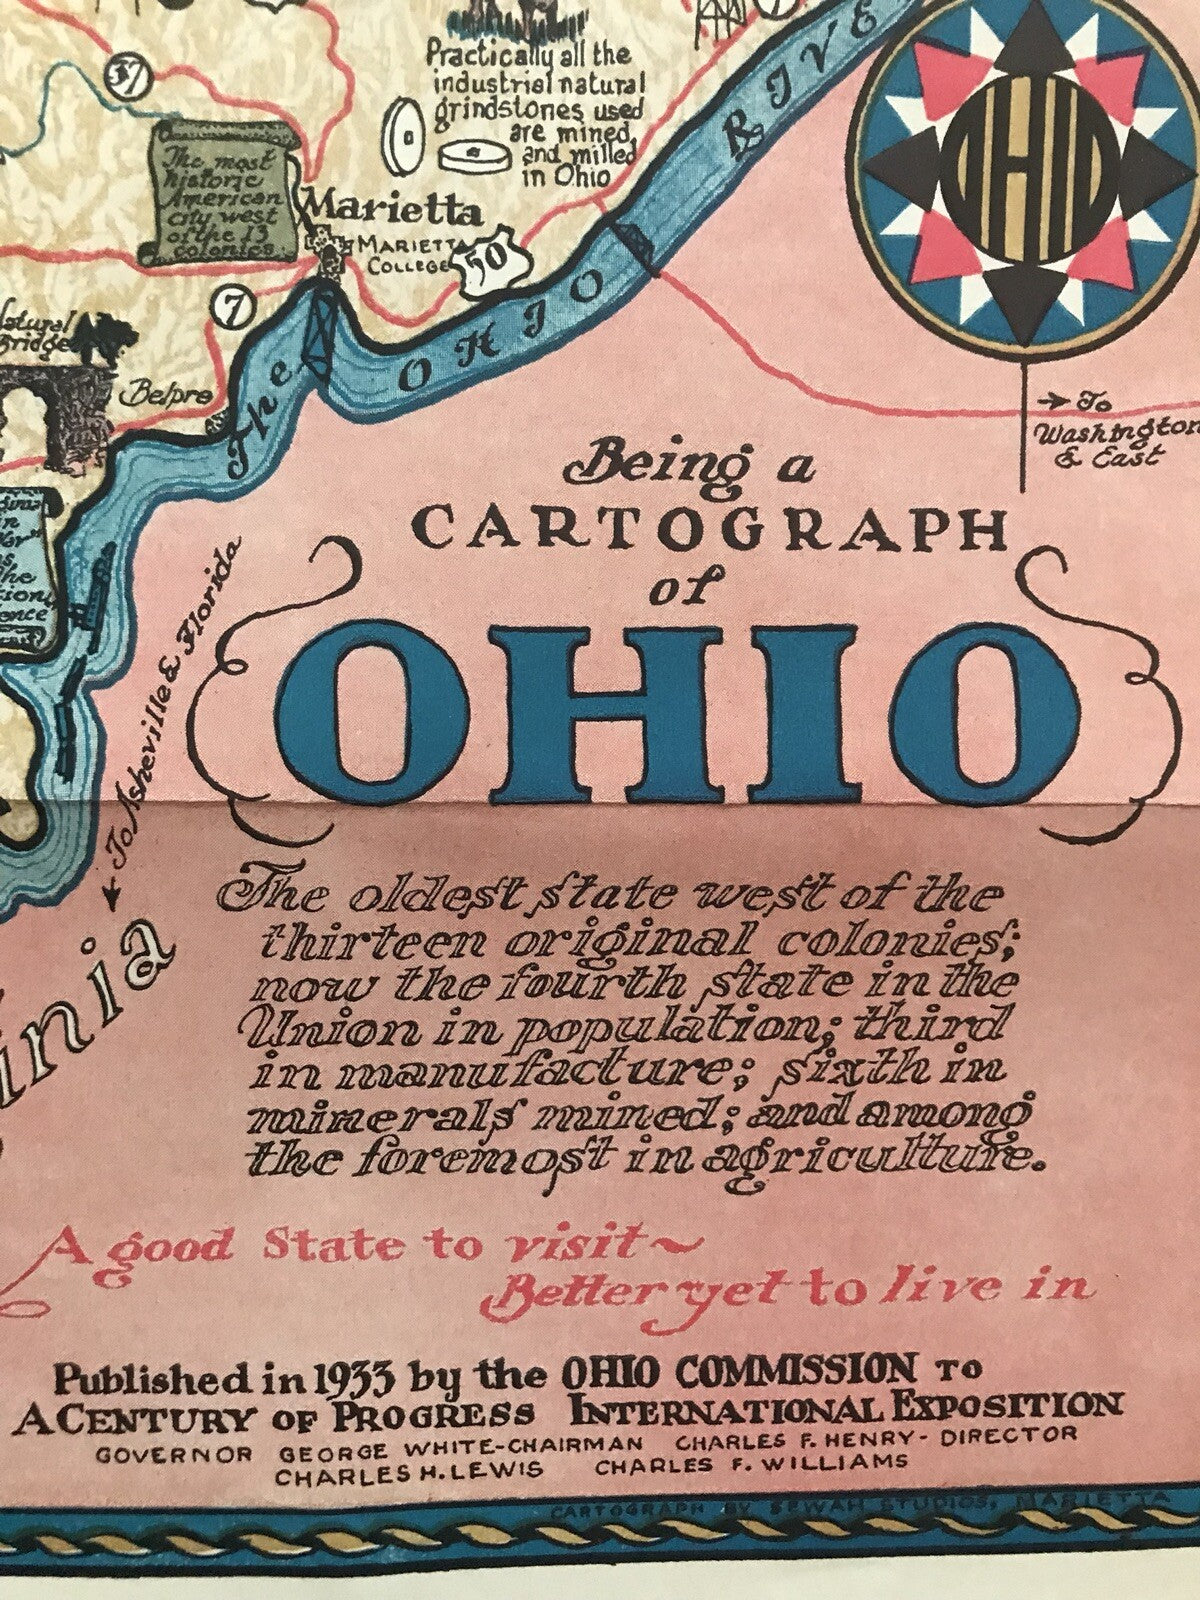 37
Practically all the
industrial natural
grindstones used
are mined,
and milled
in Ohio
The most
historic
American
city west
of the 13
colonies.
Marietta
MARIETTA
COLLEGE
50
7
Natural
Bridge
Belpre
The OHIO RIVE
OHIO
To
Washington
& East
To Asheville & Florida
inia
in
the
Being a
CARTOGRAPH
of
OHIO
The oldest state west of the
thirteen original colonies;
now the fourth state in the
Union in population; third
in manufacture; sixth in
minerals mined; and among
the foremost in agriculture.
A good State to visit~
Better yet to live in
Published in 1933 by the OHIO COMMISSION TO
A CENTURY OF PROGRESS INTERNATIONAL EXPOSITION
GOVERNOR GEORGE WHITE-CHAIRMAN CHARLES F. HENRY-DIRECTOR
CHARLES H. LEWIS CHARLES F. WILLIAMS
CARTOGRAPH BY SEWAH STUDIOS, MARIETTA